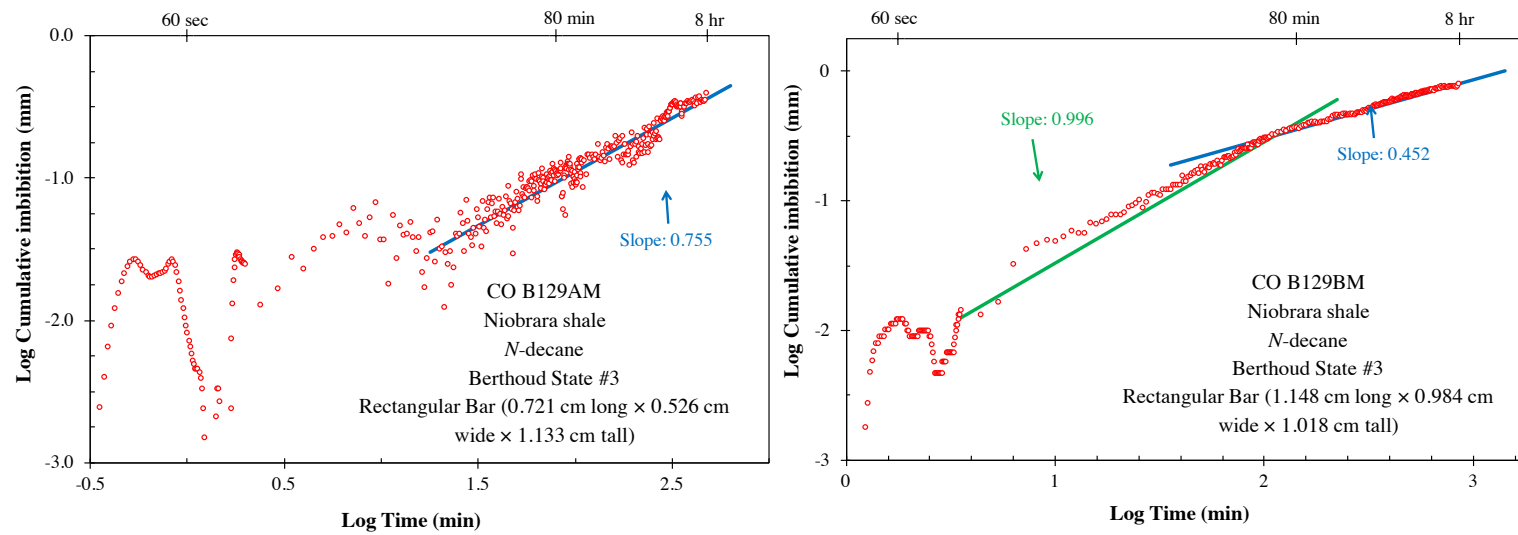 60 sec
80 min
8 hr
0.0
-1.0
-2.0
-3.0
Log Cumulative imbibition (mm)
Slope: 0.755
CO B129AM
Niobrara shale
N-decane
Berthoud State #3
Rectangular Bar (0.721 cm long × 0.526 cm
wide × 1.133 cm tall)
-0.5
0.5
1.5
2.5
Log Time (min)
60 sec
80 min
8 hr
0
-1
-2
-3
Log Cumulative imbibition (mm)
Slope: 0.996
Slope: 0.452
CO B129BM
Niobrara shale
N-decane
Berthoud State #3
Rectangular Bar (1.148 cm long × 0.984 cm
wide × 1.018 cm tall)
0
1
2
3
Log Time (min)